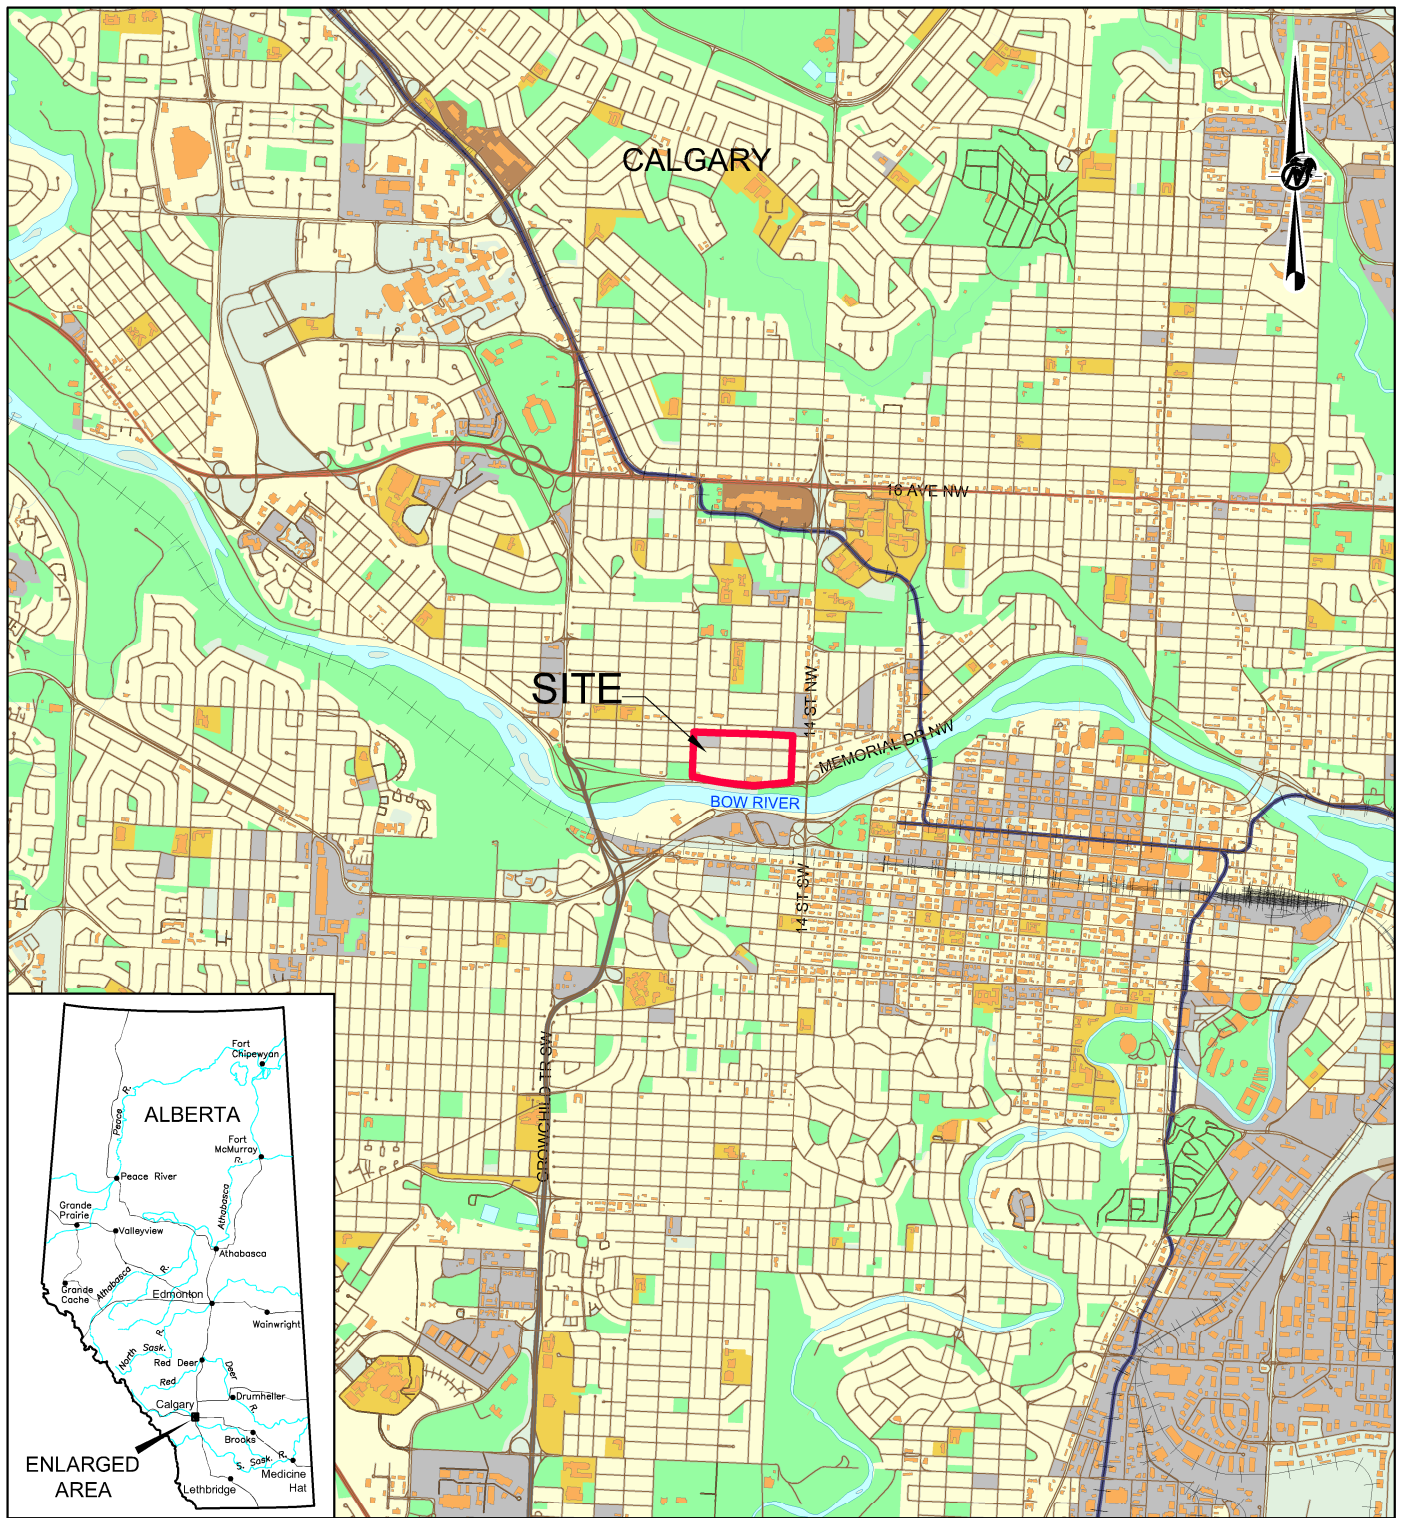 CALGARY
N
16 AVE NW
SITE
14 ST NW
MEMORIAL DR NW
BOW RIVER
14 ST SW
CROWCHILD TR SW
Fort
Chipewyan
Peace R.
ALBERTA
Fort
McMurray
R.
Athabasca
Peace River
Grande
Prairie
Valleyview
Athabasca
R.
Athabasca
Grande
Cache
Edmonton
Wainwright
R.
North Sask.
Red Deer
Deer
Red
Drumheller
R.
Calgary
Brooks
S. Sask. R.
ENLARGED
AREA
Medicine
Hat
Lethbridge